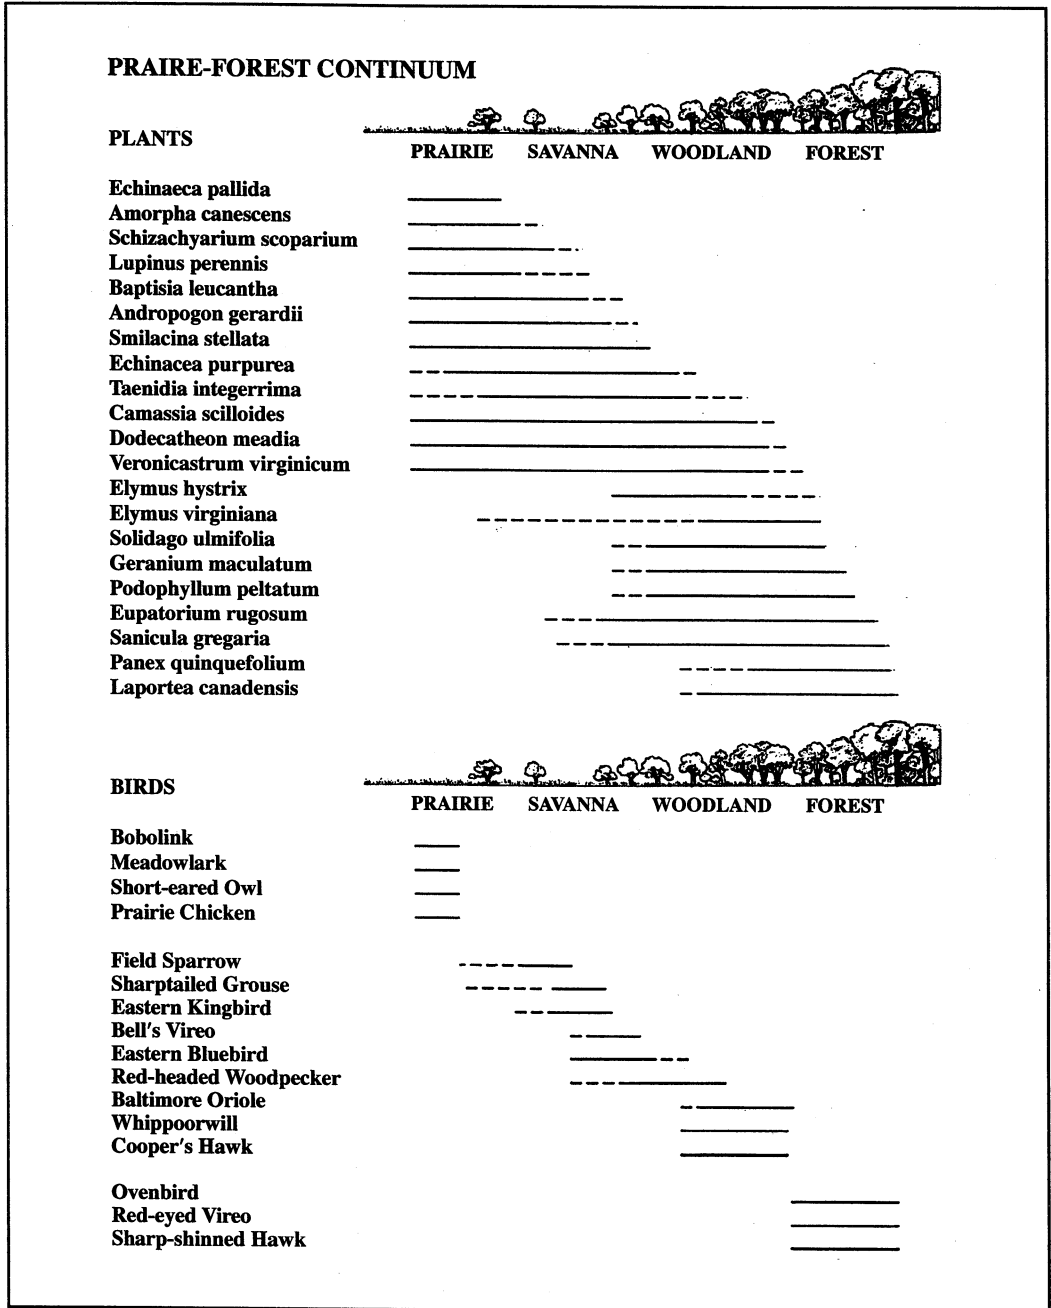 PRAIRE-FOREST CONTINUUM
PLANTS
PRAIRIE SAVANNA WOODLAND FOREST
Echinaeca pallida
Amorpha canescens
Schizachyarium scoparium
Lupinus perennis
Baptisia leucantha
Andropogon gerardii
Smilacina stellata
Echinacea purpurea
Taenidia integerrima
Camassia scilloides
Dodecatheon meadia
Veronicastrum virginicum
Elymus hystrix
Elymus virginiana
Solidago ulmifolia
Geranium maculatum
Podophyllum peltatum
Eupatorium rugosum
Sanicula gregaria
Panex quinquefolium
Laportea canadensis
BIRDS
PRAIRIE SAVANNA WOODLAND FOREST
Bobolink
Meadowlark
Short-eared Owl
Prairie Chicken
Field Sparrow
Sharptailed Grouse
Eastern Kingbird
Bell's Vireo
Eastern Bluebird
Red-headed Woodpecker
Baltimore Oriole
Whippoorwill
Cooper's Hawk
Ovenbird
Red-eyed Vireo
Sharp-shinned Hawk